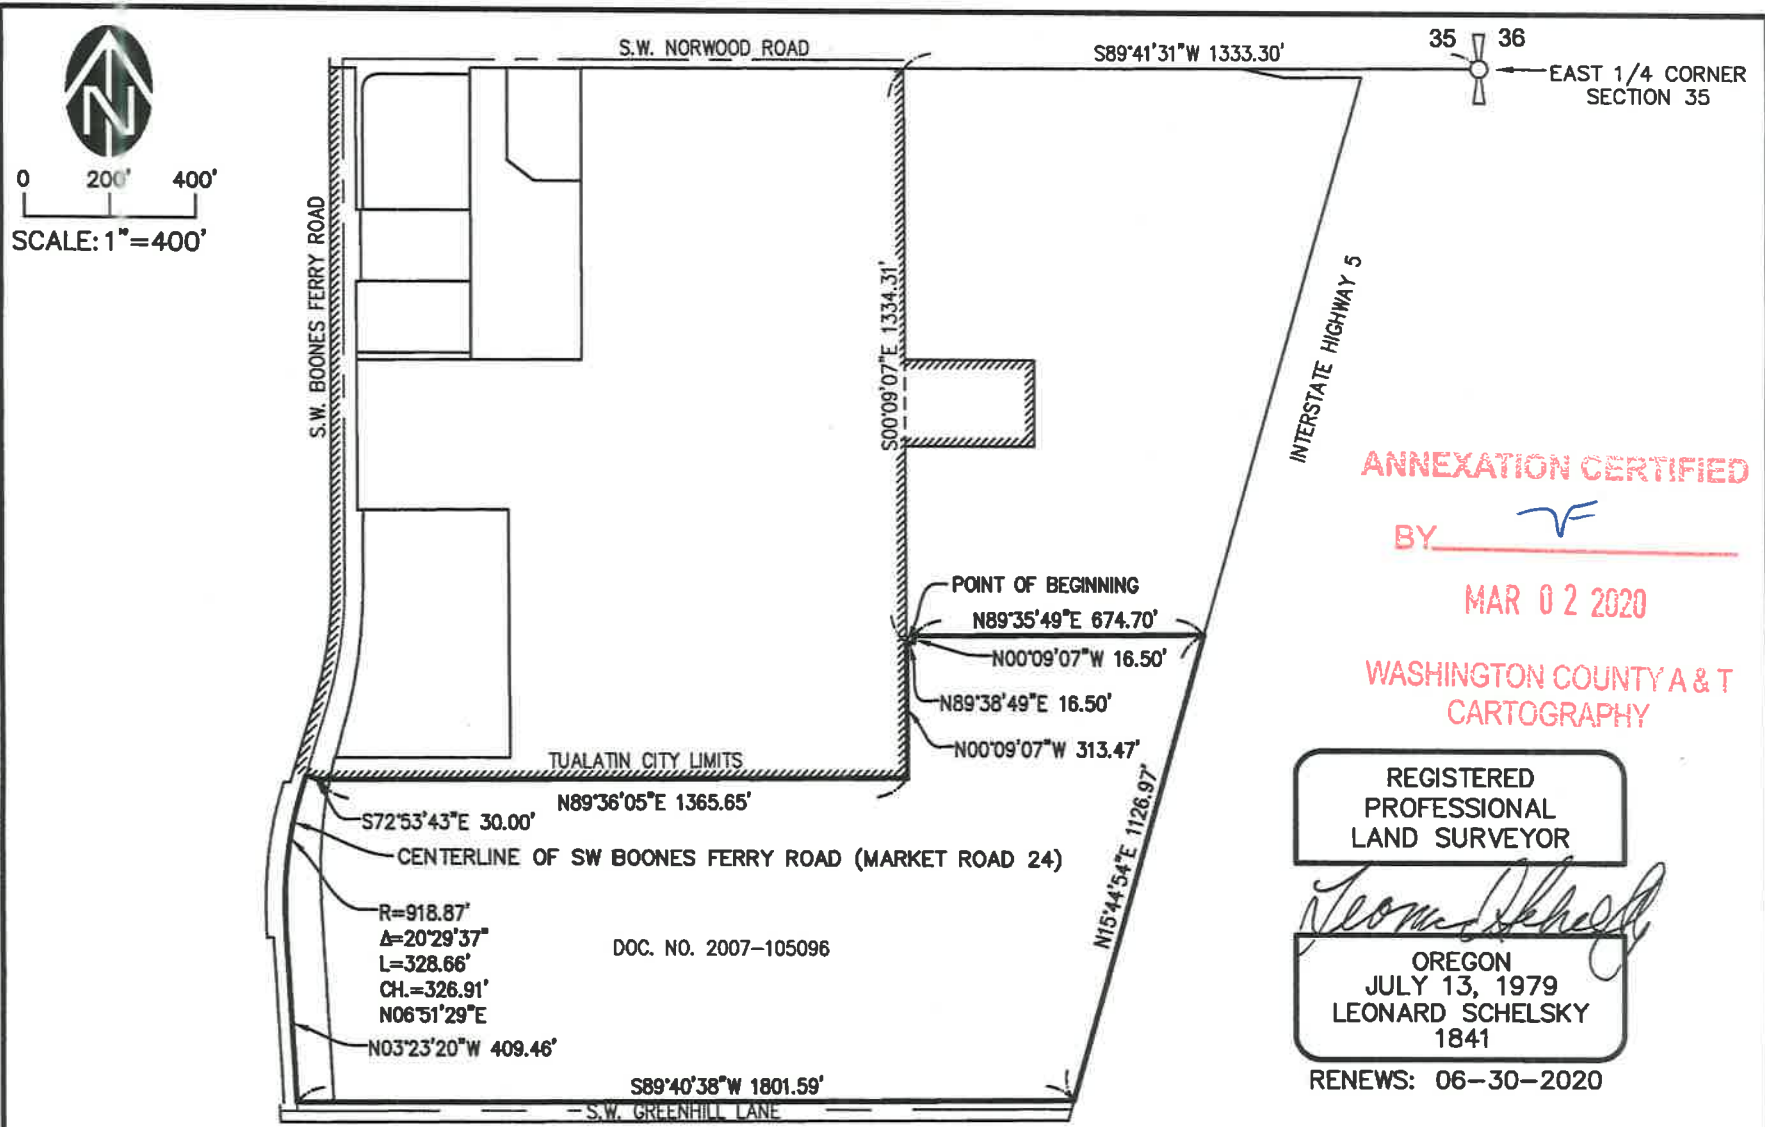 N
0 200' 400'
SCALE: 1"=400'
S.W. NORWOOD ROAD
S89°41'31"W 1333.30'
35 36
EAST 1/4 CORNER
SECTION 35
S.W. BOONES FERRY ROAD
S00°09'07"E 1334.31'
INTERSTATE HIGHWAY 5
ANNEXATION CERTIFIED
BY
MAR 02 2020
WASHINGTON COUNTY A & T
CARTOGRAPHY
POINT OF BEGINNING
N89°35'49"E 674.70'
N00°09'07"W 16.50'
N89°38'49"E 16.50'
N00°09'07"W 313.47'
TUALATIN CITY LIMITS
N89°36'05"E 1365.65'
S72°53'43"E 30.00'
CENTERLINE OF SW BOONES FERRY ROAD (MARKET ROAD 24)
R=918.87'
Δ=20°29'37"
L=328.66'
CH.=326.91'
N06°51'29"E
N03°23'20"W 409.46'
DOC. NO. 2007-105096
N15°44'54"E 1126.97'
S89°40'38"W 1801.59'
S.W. GREENHILL LANE
REGISTERED
PROFESSIONAL
LAND SURVEYOR
OREGON
JULY 13, 1979
LEONARD SCHELSKY
1841
RENEWS: 06-30-2020